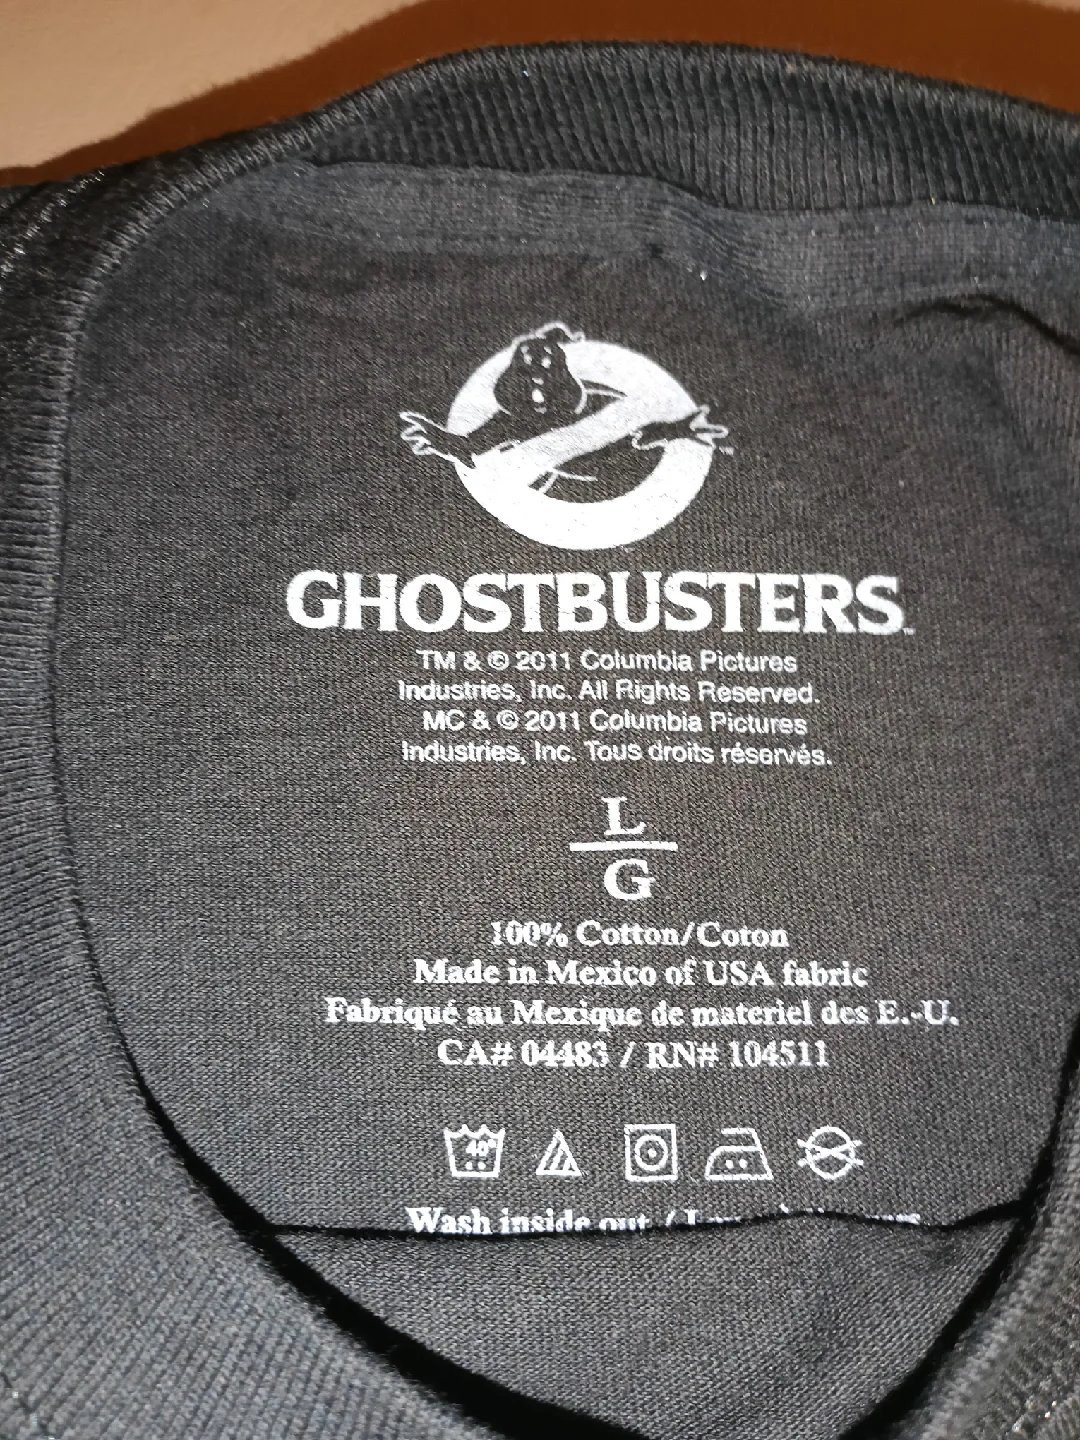 GHOSTBUSTERS™
TM & © 2011 Columbia Pictures
Industries, Inc. All Rights Reserved.
MC & © 2011 Columbia Pictures
Industries, Inc. Tous droits réservés.
L
G
100% Cotton/Coton
Made in Mexico of USA fabric
Fabriqué au Mexique de materiel des E.-U.
CA# 04483 / RN# 104511
40°
Wash inside out. /